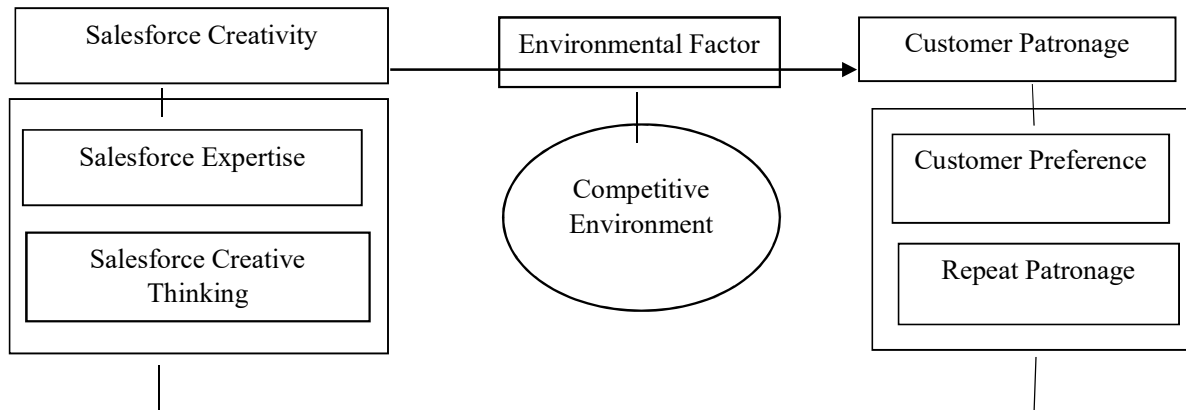 Salesforce Creativity
Environmental Factor
Customer Patronage
Salesforce Expertise
Salesforce Creative
Thinking
Competitive
Environment
Customer Preference
Repeat Patronage